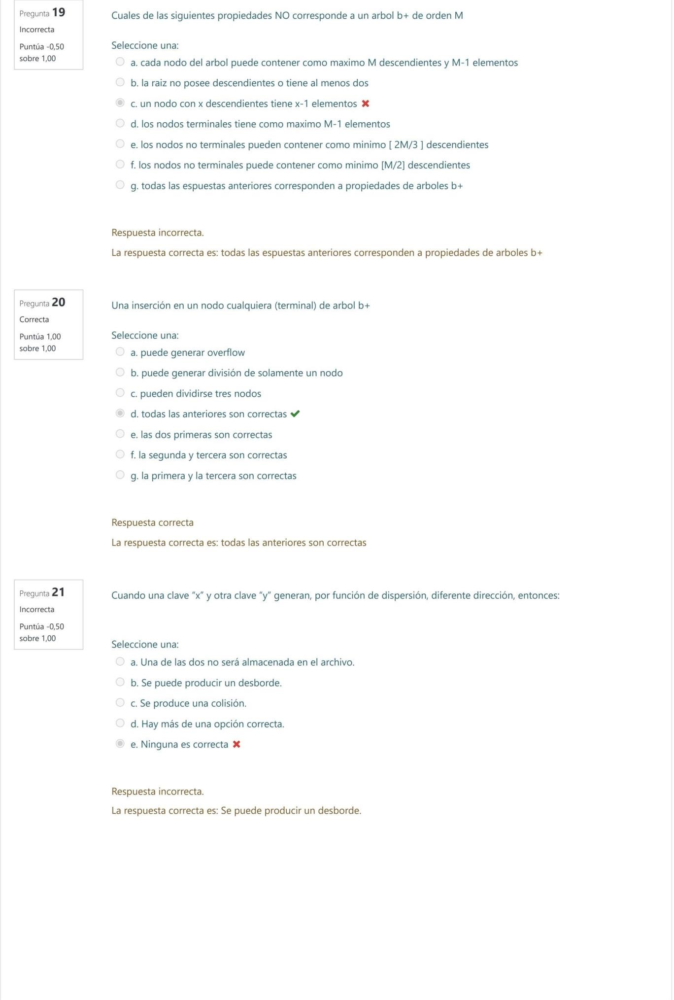 Pregunta 19
Incorrecta
Puntúa -0,50
sobre 1,00
Cuales de las siguientes propiedades NO corresponde a un arbol b+ de orden M
Seleccione una:
a. cada nodo del arbol puede contener como maximo M descendientes y M-1 elementos
b. la raiz no posee descendientes o tiene al menos dos
c. un nodo con x descendientes tiene x-1 elementos
d. los nodos terminales tiene como maximo M-1 elementos
e. los nodos no terminales pueden contener como minimo [ 2M/3 ] descendientes
f. los nodos no terminales puede contener como minimo [M/2] descendientes
g. todas las espuestas anteriores corresponden a propiedades de arboles b+
Respuesta incorrecta.
La respuesta correcta es: todas las espuestas anteriores corresponden a propiedades de arboles b+
Pregunta 20
Correcta
Puntúa 1,00
sobre 1,00
Una inserción en un nodo cualquiera (terminal) de arbol b+
Seleccione una:
a. puede generar overflow
b. puede generar división de solamente un nodo
c. pueden dividirse tres nodos
d. todas las anteriores son correctas
e. las dos primeras son correctas
f. la segunda y tercera son correctas
g. la primera y la tercera son correctas
Respuesta correcta
La respuesta correcta es: todas las anteriores son correctas
Pregunta 21
Incorrecta
Puntúa -0,50
sobre 1,00
Cuando una clave “x” y otra clave “y” generan, por función de dispersión, diferente dirección, entonces:
Seleccione una:
a. Una de las dos no será almacenada en el archivo.
b. Se puede producir un desborde.
c. Se produce una colisión.
d. Hay más de una opción correcta.
e. Ninguna es correcta
Respuesta incorrecta.
La respuesta correcta es: Se puede producir un desborde.